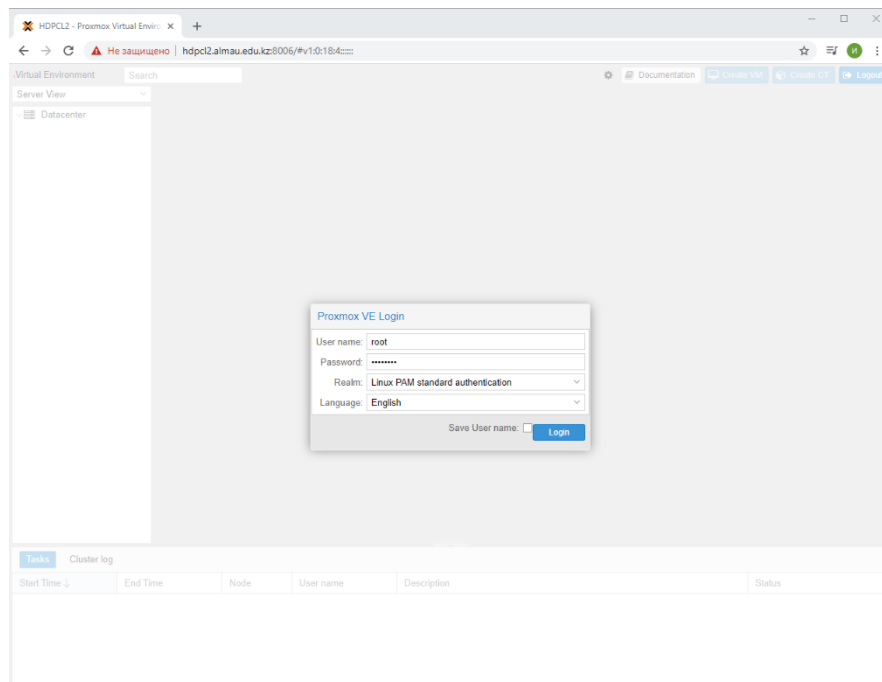 HDPCL2 - Proxmox Virtual Enviro
Не защищено | hdpcl2.almau.edu.kz:8006/#v1:0:18:4::::::
И
Virtual Environment Search Documentation Create VM Create CT Logout
Server View
Datacenter
Proxmox VE Login
User name: root
Password: ••••••••
Realm: Linux PAM standard authentication
Language: English
Save User name: Login
Tasks Cluster log
Start Time ↓ End Time Node User name Description Status